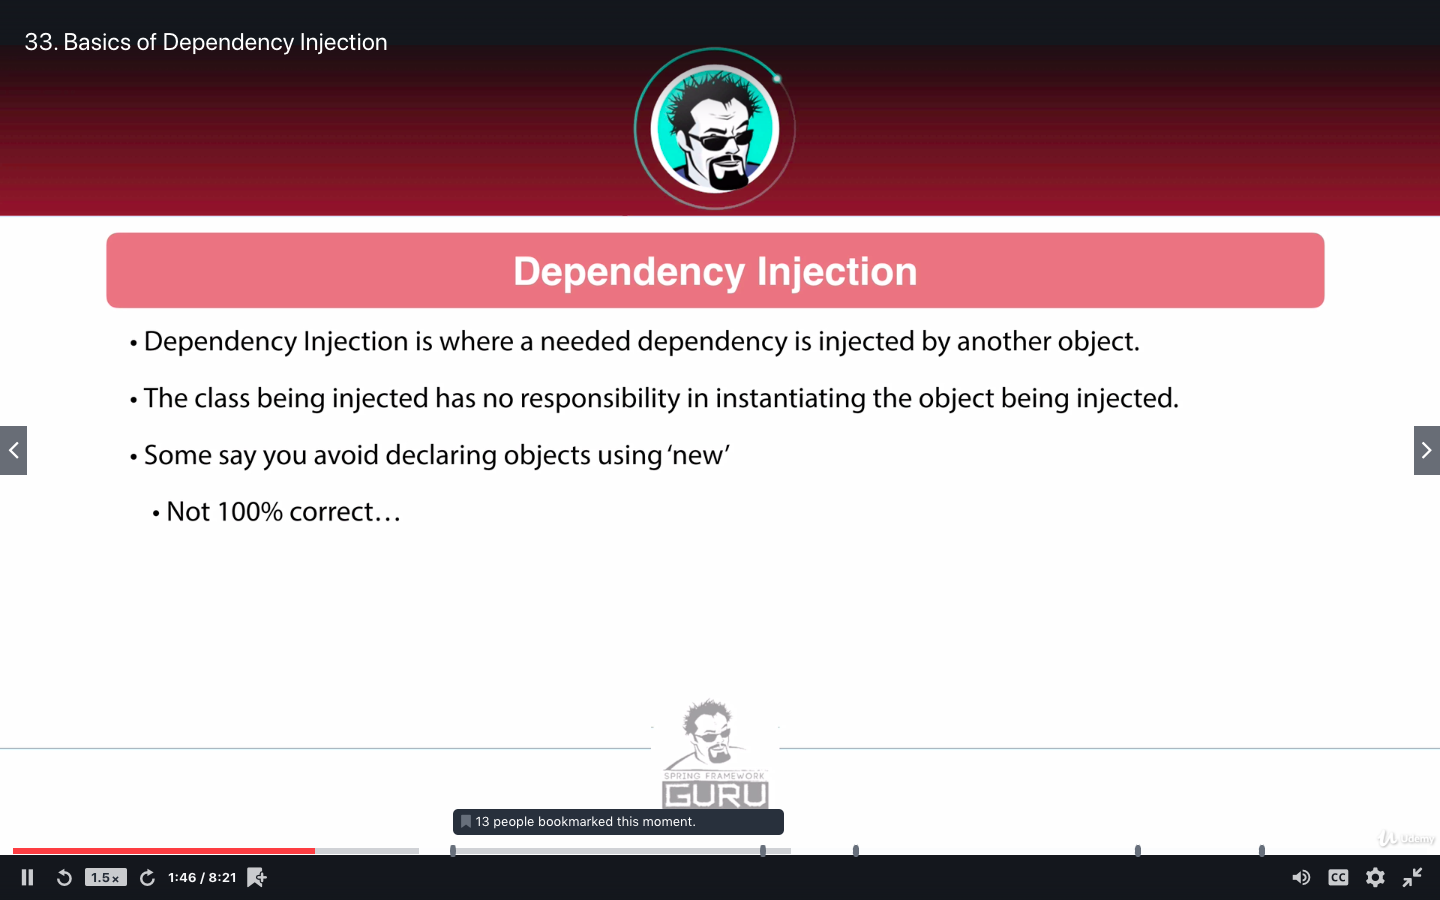 33. Basics of Dependency Injection
Dependency Injection
• Dependency Injection is where a needed dependency is injected by another object.
• The class being injected has no responsibility in instantiating the object being injected.
• Some say you avoid declaring objects using ‘new’
• Not 100% correct…
SPRING FRAMEWORK
GURU
13 people bookmarked this moment.
Udemy
1.5×
1:46 / 8:21
CC